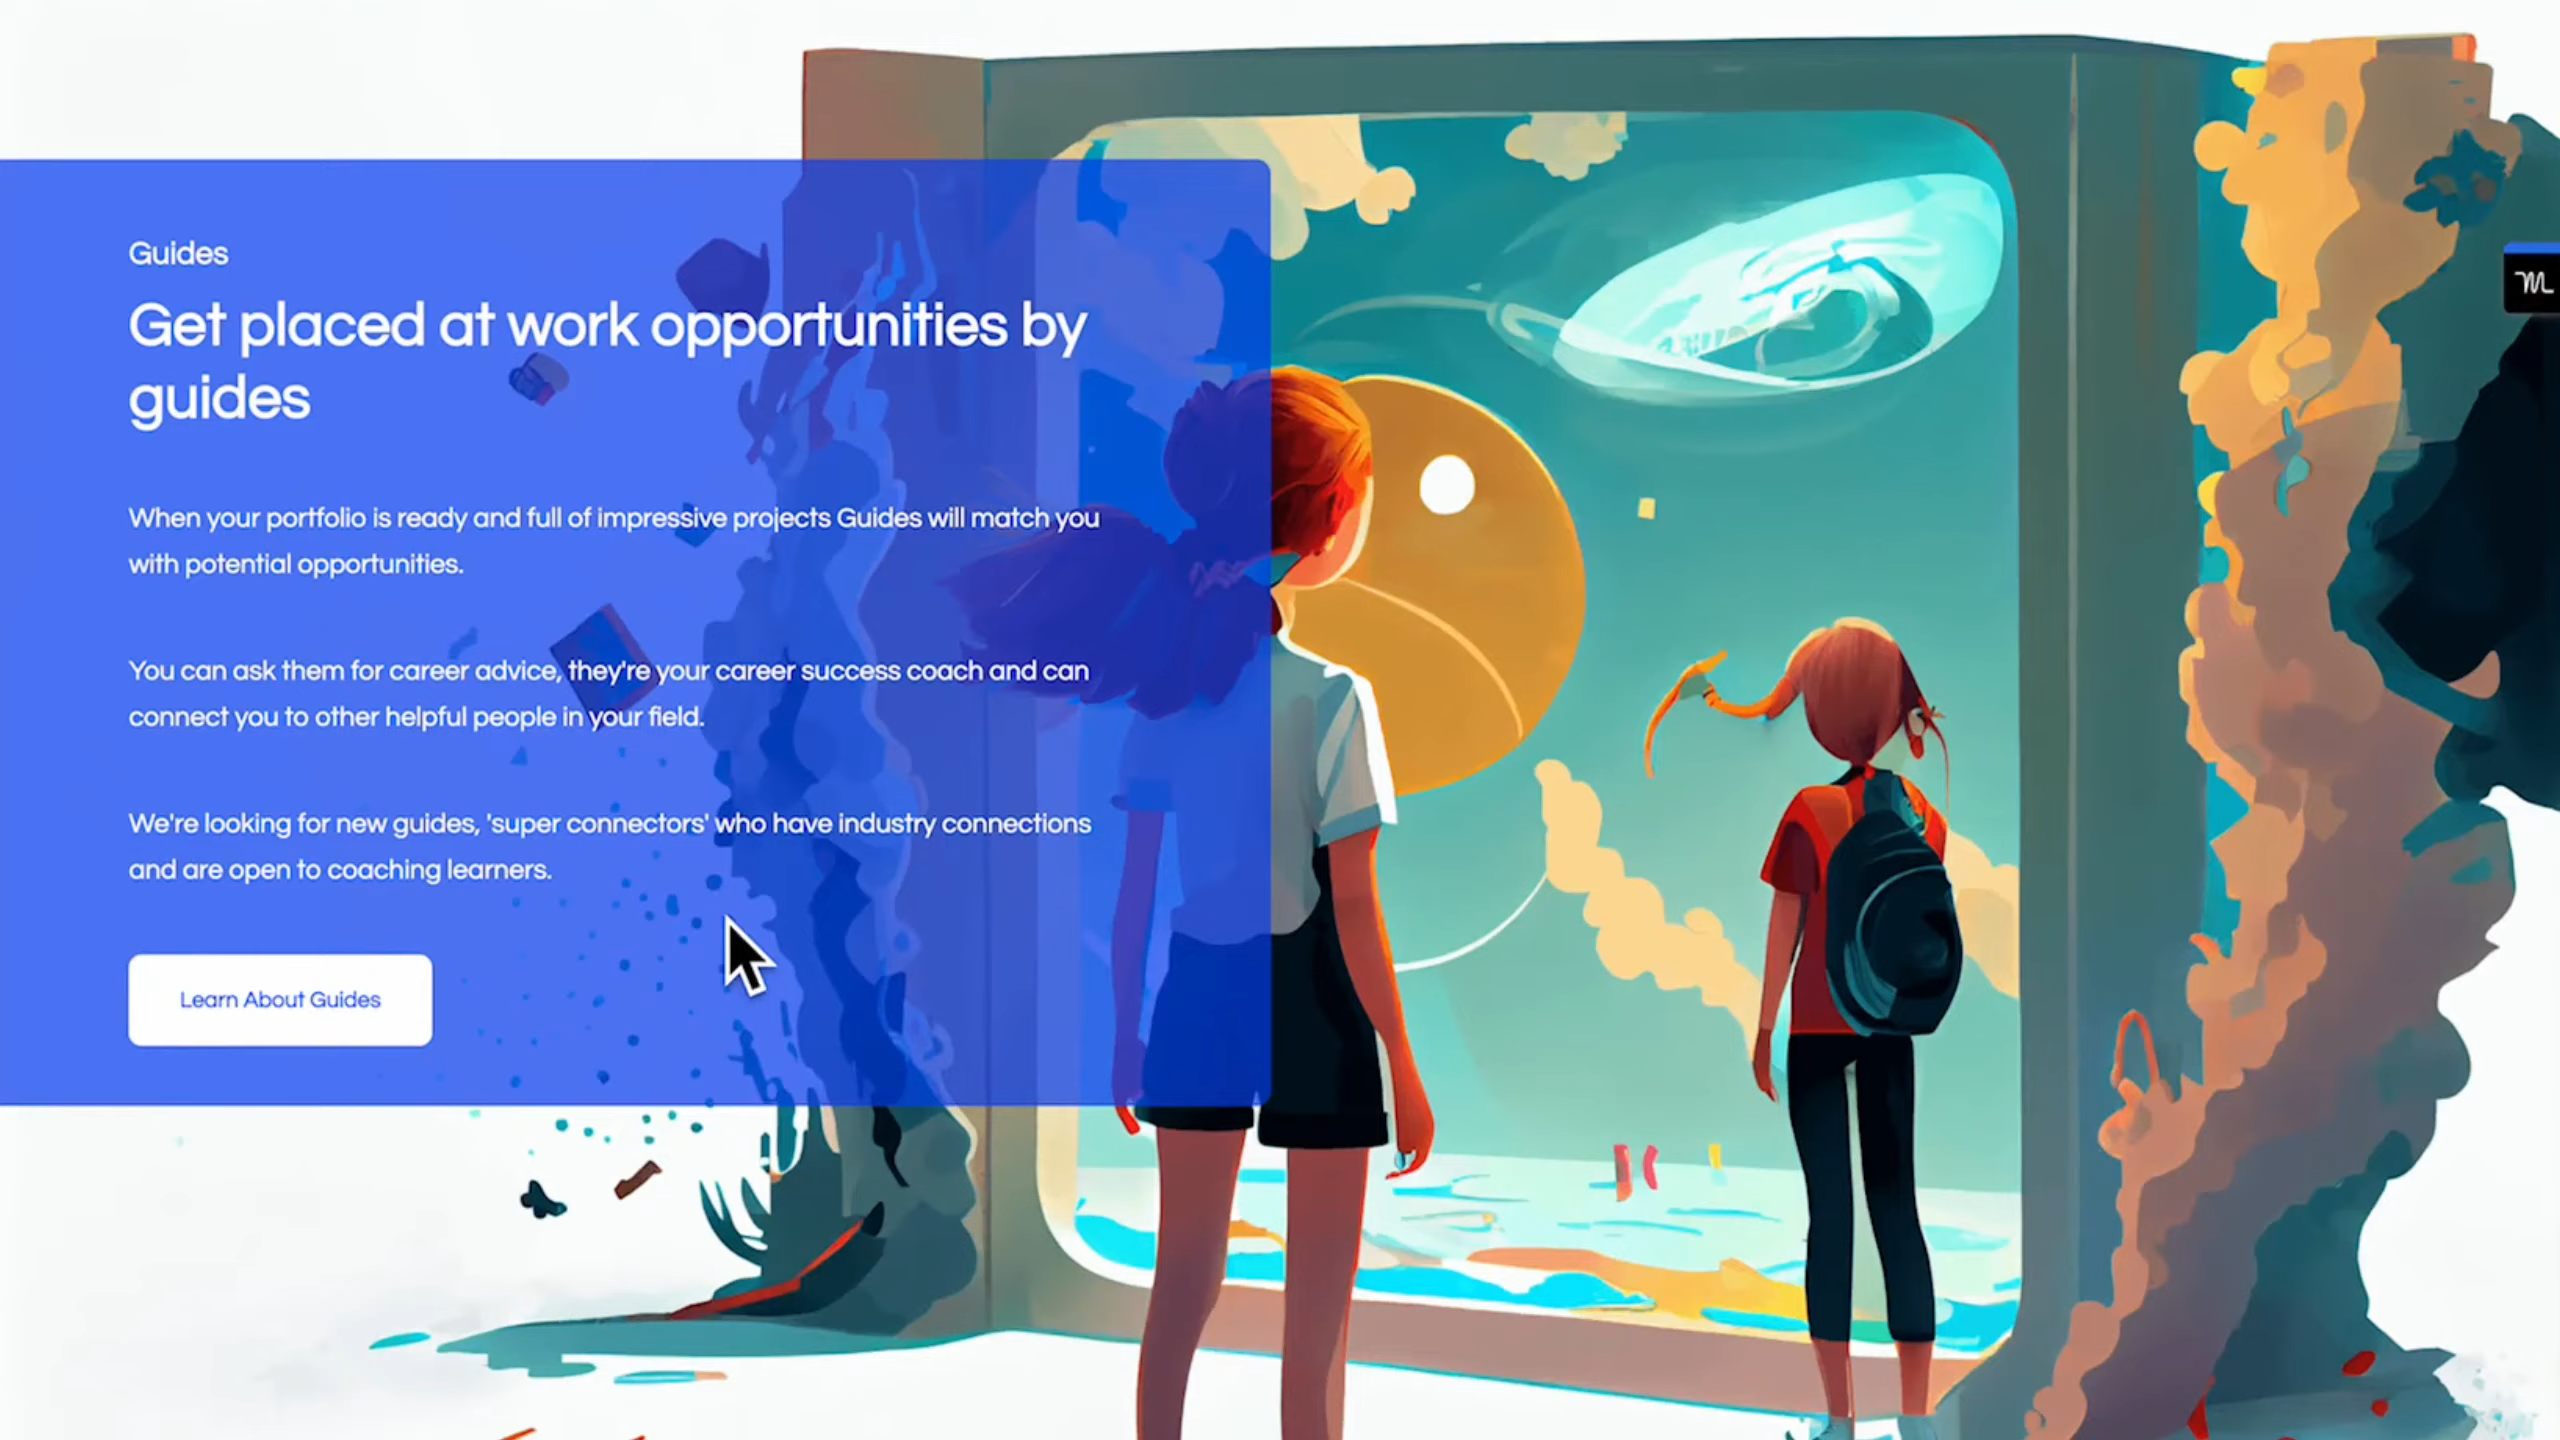 Guides
Get placed at work opportunities by
guides
When your portfolio is ready and full of impressive projects Guides will match you
with potential opportunities.
You can ask them for career advice, they're your career success coach and can
connect you to other helpful people in your field.
We're looking for new guides, 'super connectors' who have industry connections
and are open to coaching learners.
Learn About Guides